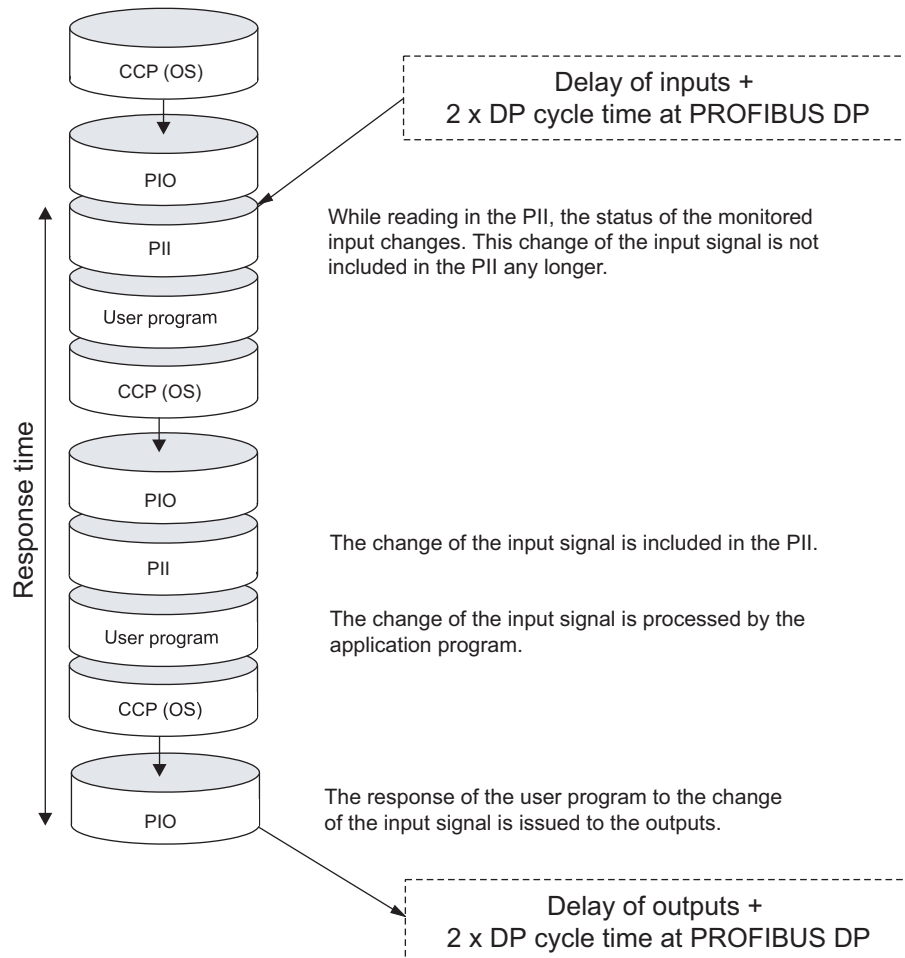 CCP (OS)
Delay of inputs +
2 x DP cycle time at PROFIBUS DP
PIO
PII
While reading in the PII, the status of the monitored
input changes. This change of the input signal is not
included in the PII any longer.
User program
CCP (OS)
Response time
PIO
PII
The change of the input signal is included in the PII.
User program
The change of the input signal is processed by the
application program.
CCP (OS)
PIO
The response of the user program to the change
of the input signal is issued to the outputs.
Delay of outputs +
2 x DP cycle time at PROFIBUS DP